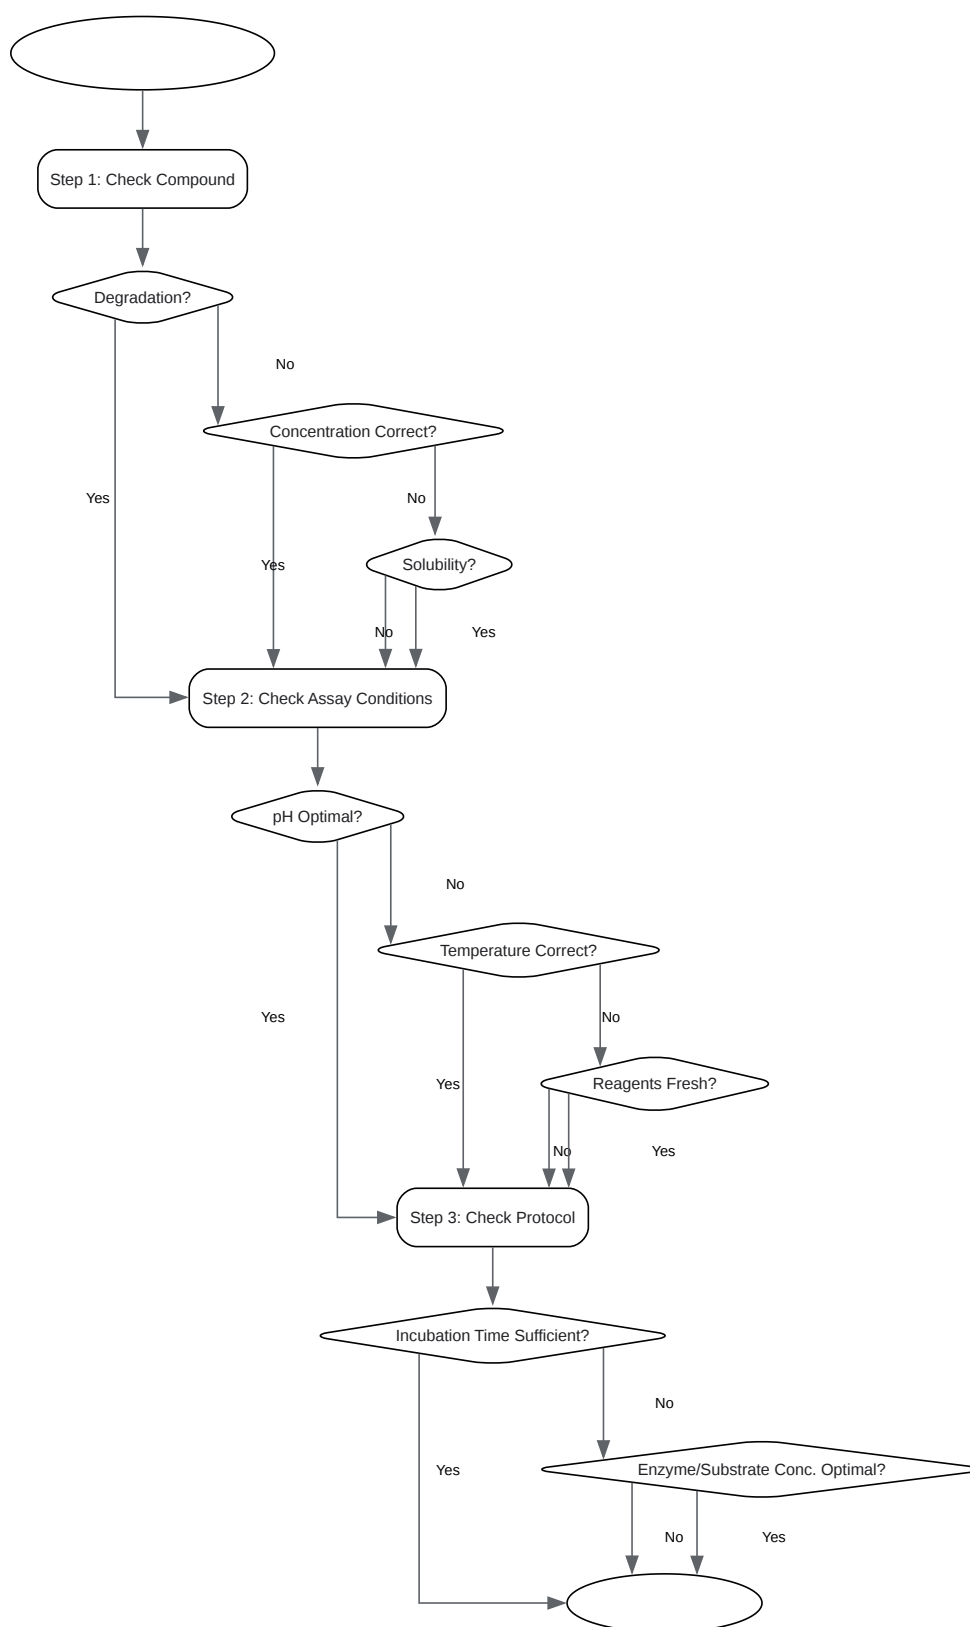 Step 1: Check Compound
Degradation?
No
Concentration Correct?
Yes
No
Yes
Solubility?
No
Yes
Step 2: Check Assay Conditions
pH Optimal?
No
Temperature Correct?
Yes
No
Yes
Reagents Fresh?
No
Yes
Step 3: Check Protocol
Incubation Time Sufficient?
No
Yes
Enzyme/Substrate Conc. Optimal?
No
Yes